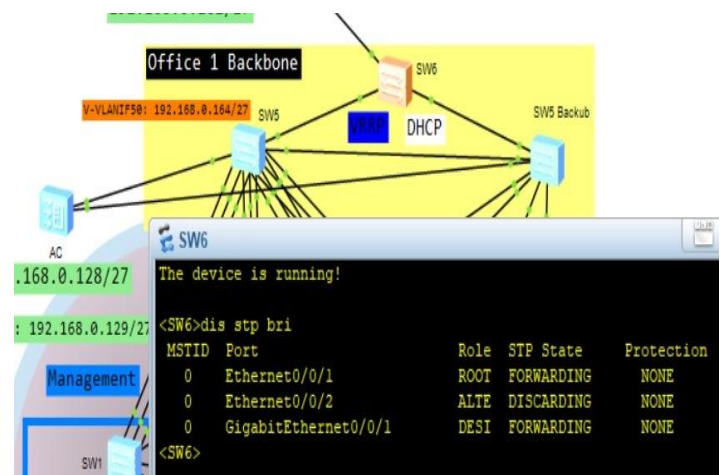 Office 1 Backbone
SW6
V-VLANIF50: 192.168.0.164/27
SW5
SW5 Backub
VRRP
DHCP
AC
.168.0.128/27
: 192.168.0.129/27
Management
SW1
SW6
The device is running!
<SW6>dis stp bri
MSTID Port Role STP State Protection
0 Ethernet0/0/1 ROOT FORWARDING NONE
0 Ethernet0/0/2 ALTE DISCARDING NONE
0 GigabitEthernet0/0/1 DESI FORWARDING NONE
<SW6>